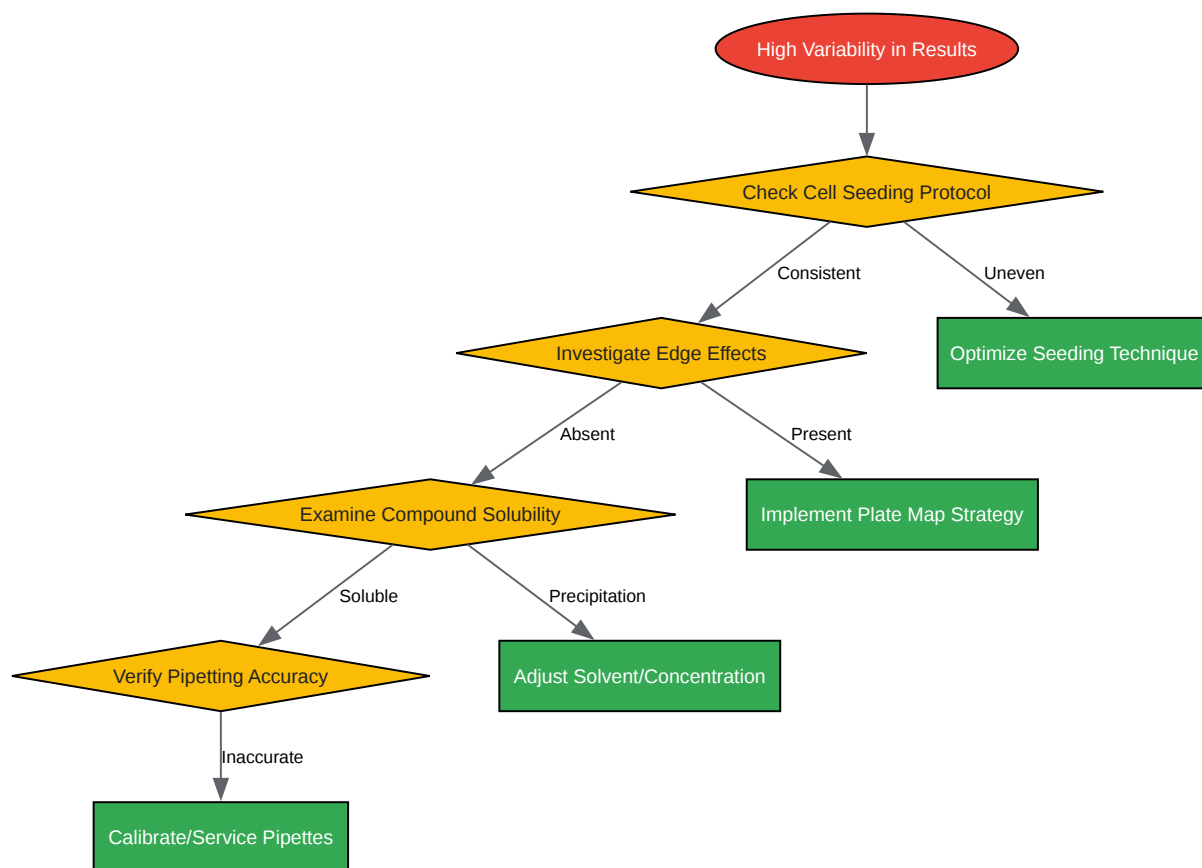 High Variability in Results
Check Cell Seeding Protocol
Consistent
Uneven
Investigate Edge Effects
Optimize Seeding Technique
Absent
Present
Examine Compound Solubility
Implement Plate Map Strategy
Soluble
Precipitation
Verify Pipetting Accuracy
Adjust Solvent/Concentration
Inaccurate
Calibrate/Service Pipettes